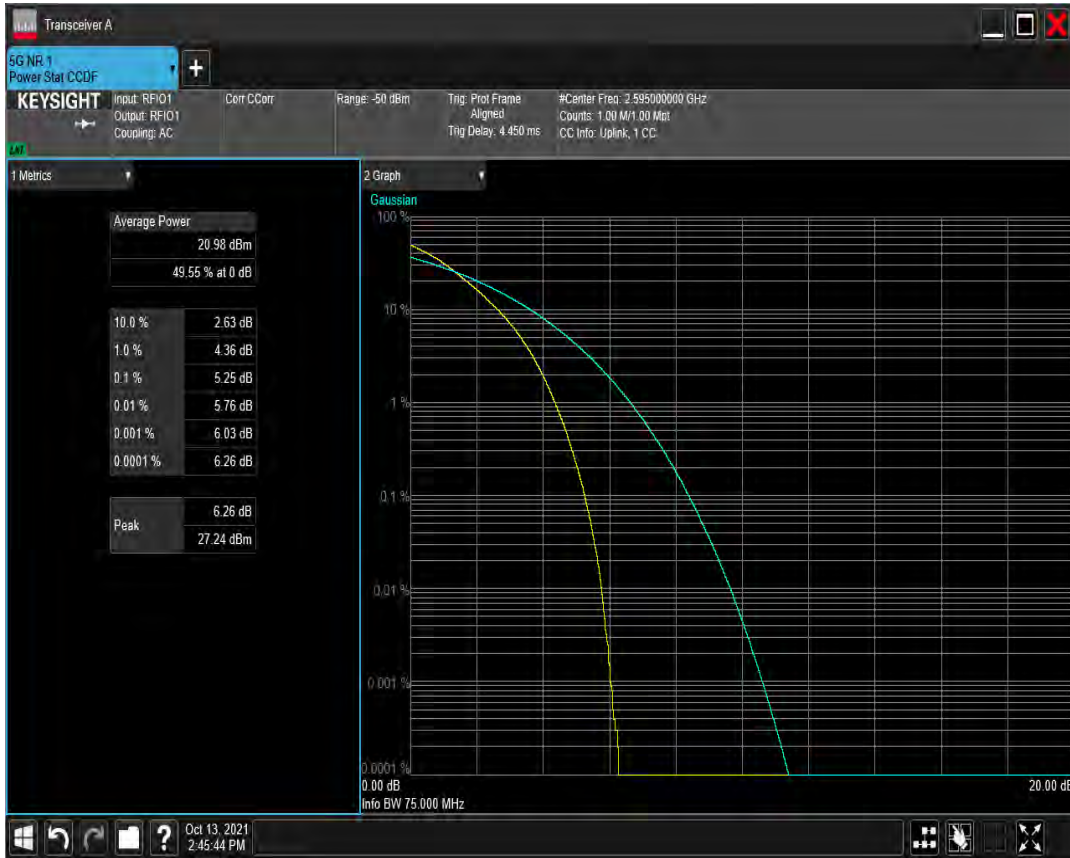 Transceiver A
5G NR 1
Power Stat CCDF
+
KEYSIGHT
Input: RFIO1
Output: RFIO1
Coupling: AC
Corr CCorr
Range: -50 dBm
Trig: Prot Frame
Aligned
Trig Delay: 4.450 ms
#Center Freq: 2.595000000 GHz
Counts: 1.00 M/1.00 Mpt
CC Info: Uplink, 1 CC
1 Metrics
Average Power
20.98 dBm
49.55 % at 0 dB
10.0 % 2.63 dB
1.0 % 4.36 dB
0.1 % 5.25 dB
0.01 % 5.76 dB
0.001 % 6.03 dB
0.0001 % 6.26 dB
Peak
6.26 dB
27.24 dBm
2 Graph
Gaussian
100 %
10 %
1 %
0.1 %
0.01 %
0.001 %
0.0001 %
0.00 dB
20.00 dB
Info BW 75.000 MHz
?
Oct 13, 2021
2:45:44 PM